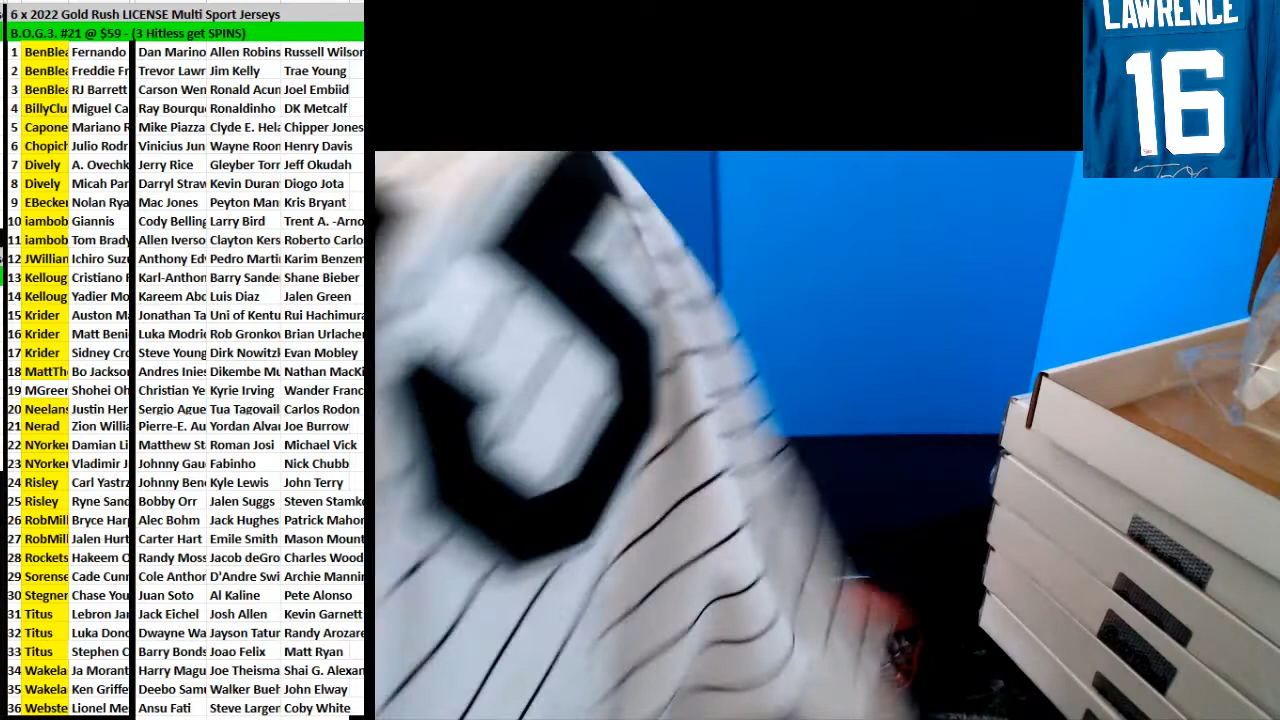 6 x 2022 Gold Rush LICENSE Multi Sport Jerseys
B.O.G.3. #21 @ $59 - (3 Hitless get SPINS)
1 BenBlea Fernando Dan Marino Allen Robins Russell Wilson
2 BenBlea Freddie Fr Trevor Lawr Jim Kelly Trae Young
3 BenBlea RJ Barrett Carson Wen Ronald Acun Joel Embiid
4 BillyClu Miguel Ca Ray Bourqu Ronaldinho DK Metcalf
5 Capone Mariano R Mike Piazza Clyde E. Hela Chipper Jones
6 Chopich Julio Rodr Vinicius Jun Wayne Roon Henry Davis
7 Dively A. Ovechk Jerry Rice Gleyber Torr Jeff Okudah
8 Dively Micah Par Darryl Straw Kevin Duran Diogo Jota
9 EBecker Nolan Rya Mac Jones Peyton Man Kris Bryant
10 iambob Giannis Cody Belling Larry Bird Trent A. -Arno
11 iambob Tom Brady Allen Iverso Clayton Kers Roberto Carlo
12 JWillian Ichiro Suzu Anthony Ed Pedro Marti Karim Benzem
13 Kelloug Cristiano R Karl-Anthon Barry Sande Shane Bieber
14 Kelloug Yadier Mo Kareem Abd Luis Diaz Jalen Green
15 Krider Auston Ma Jonathan Ta Uni of Kentu Rui Hachimura
16 Krider Matt Beni Luka Modric Rob Gronkov Brian Urlacher
17 Krider Sidney Cro Steve Young Dirk Nowitzl Evan Mobley
18 MattTh Bo Jackson Andres Inies Dikembe Mu Nathan MacKi
19 MGreer Shohei Oh Christian Ye Kyrie Irving Wander Franc
20 Neelans Justin Her Sergio Ague Tua Tagovail Carlos Rodon
21 Nerad Zion Willia Pierre-E. Au Yordan Alvar Joe Burrow
22 NYorker Damian Li Matthew St Roman Josi Michael Vick
23 NYorker Vladimir J Johnny Gau Fabinho Nick Chubb
24 Risley Carl Yastrz Johnny Benc Kyle Lewis John Terry
25 Risley Ryne Sand Bobby Orr Jalen Suggs Steven Stamko
26 RobMill Bryce Harp Alec Bohm Jack Hughes Patrick Mahor
27 RobMill Jalen Hurt Carter Hart Emile Smith Mason Mount
28 Rockets Hakeem O Randy Moss Jacob deGro Charles Wood
29 Sorense Cade Cunn Cole Anthor D'Andre Swi Archie Mannin
30 Stegner Chase You Juan Soto Al Kaline Pete Alonso
31 Titus Lebron Jar Jack Eichel Josh Allen Kevin Garnett
32 Titus Luka Donc Dwayne Wa Jayson Tatur Randy Arozare
33 Titus Stephen C Barry Bonds Joao Felix Matt Ryan
34 Wakela Ja Morant Harry Magu Joe Theisma Shai G. Alexan
35 Wakela Ken Griffe Deebo Samu Walker Bueh John Elway
36 Webste Lionel Me Ansu Fati Steve Larger Coby White
LAWRENCE
16